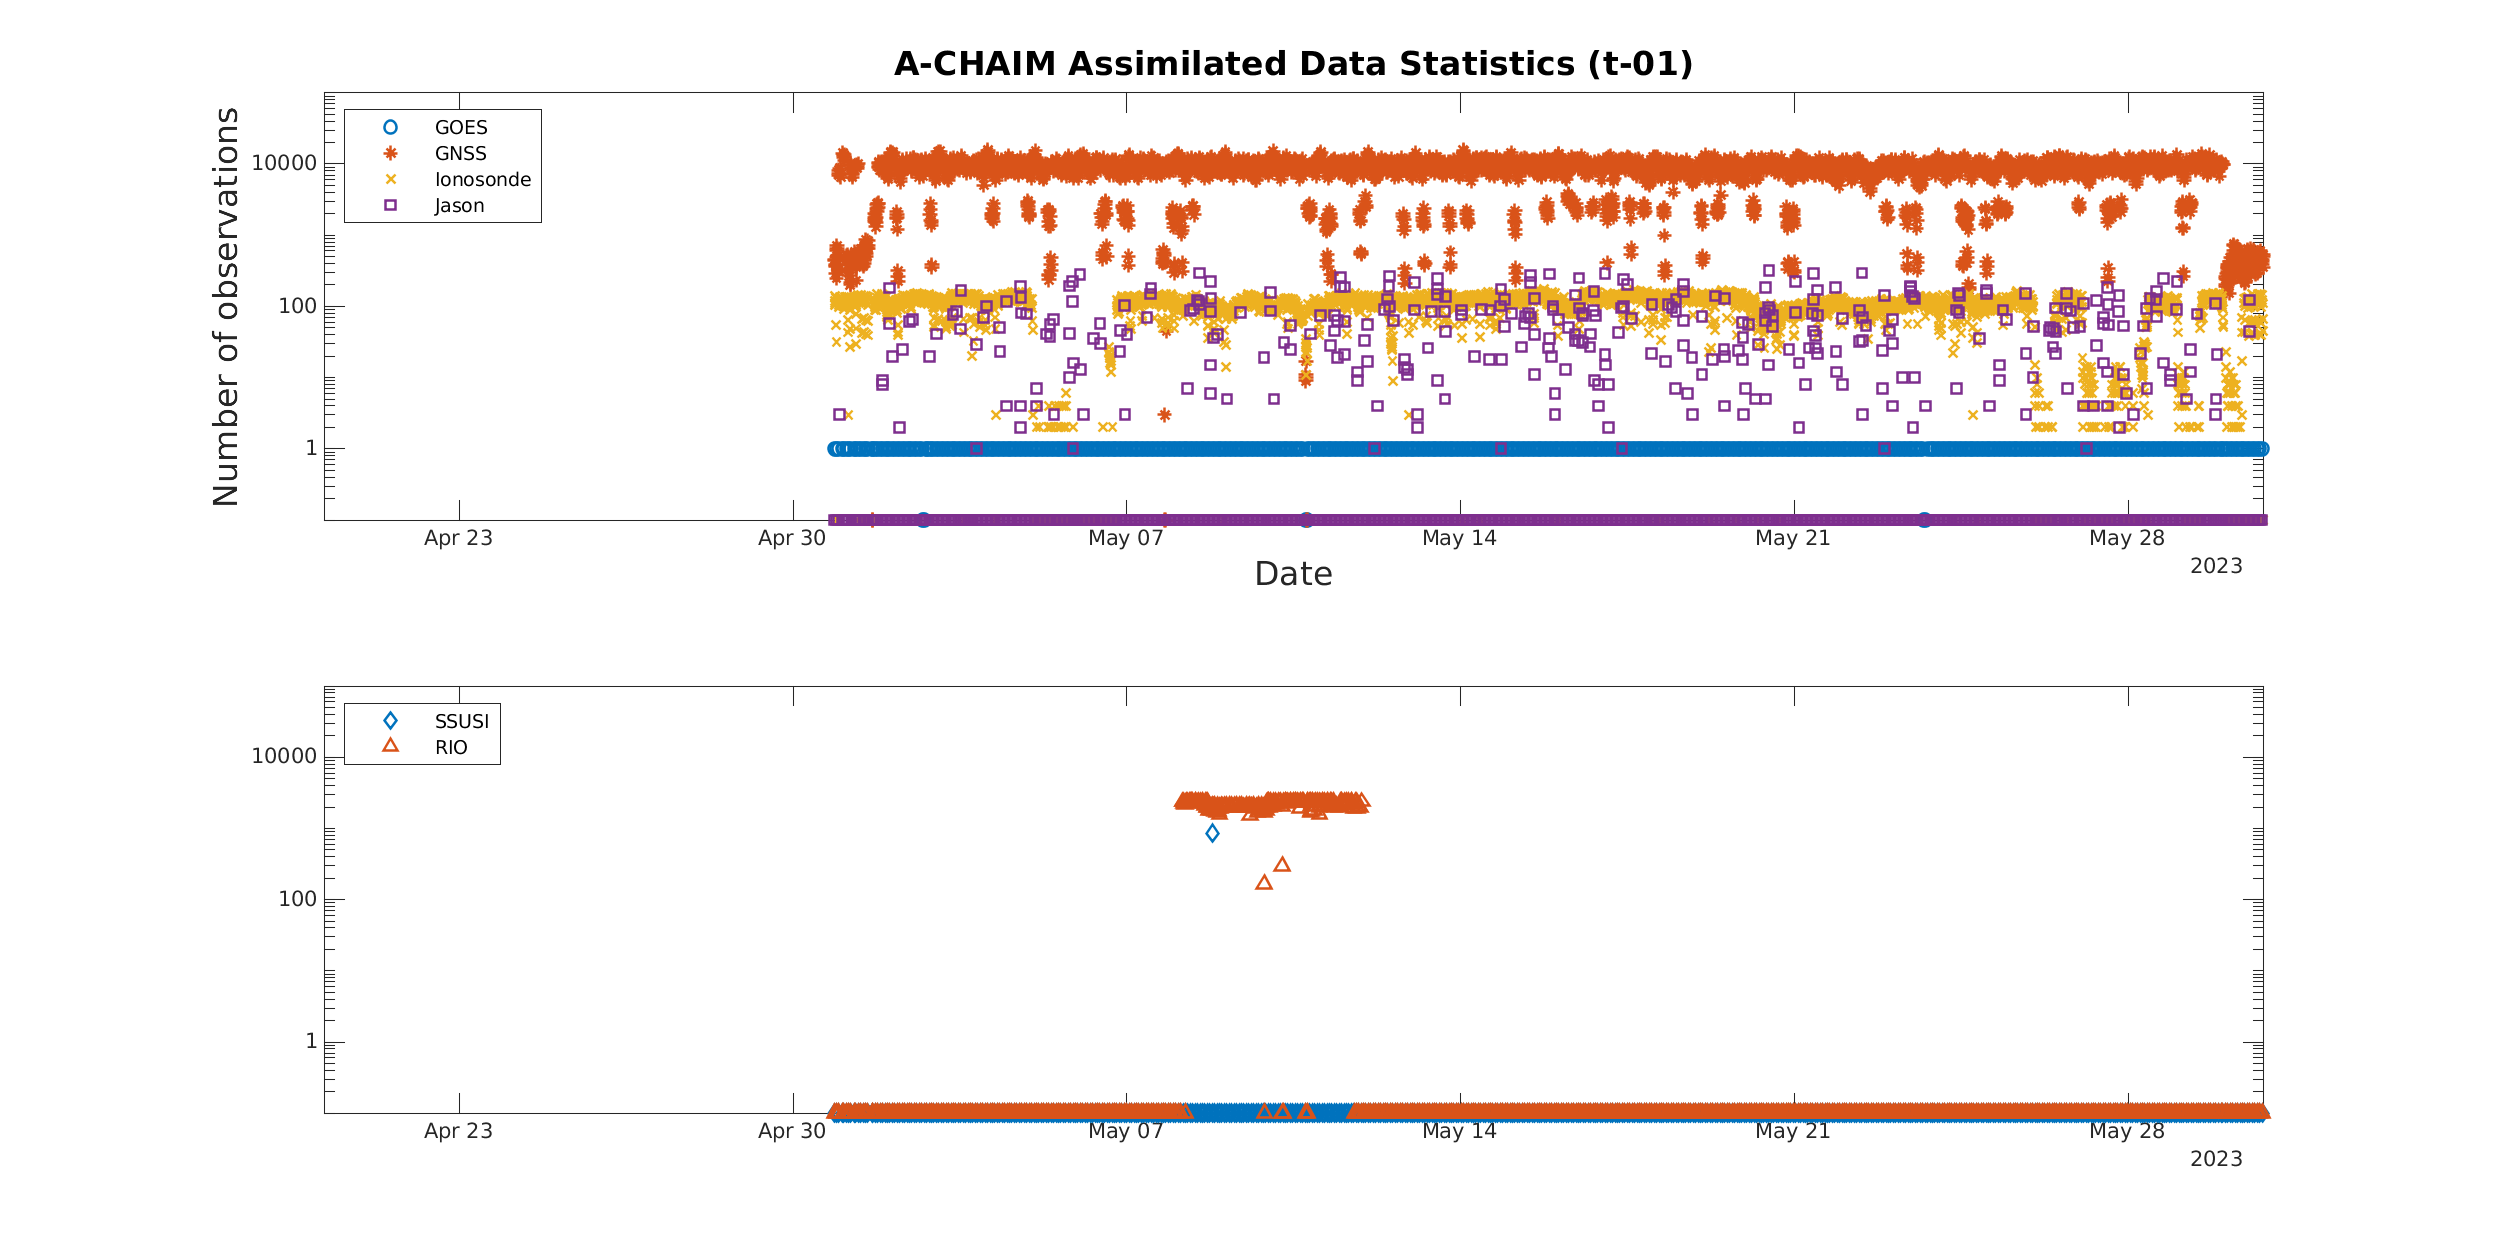 A-CHAIM Assimilated Data Statistics (t-01)
Number of observations
10000
100
1
GOES
GNSS
Ionosonde
Jason
Apr 23
Apr 30
May 07
May 14
May 21
May 28
2023
Date
10000
100
1
SSUSI
RIO
Apr 23
Apr 30
May 07
May 14
May 21
May 28
2023